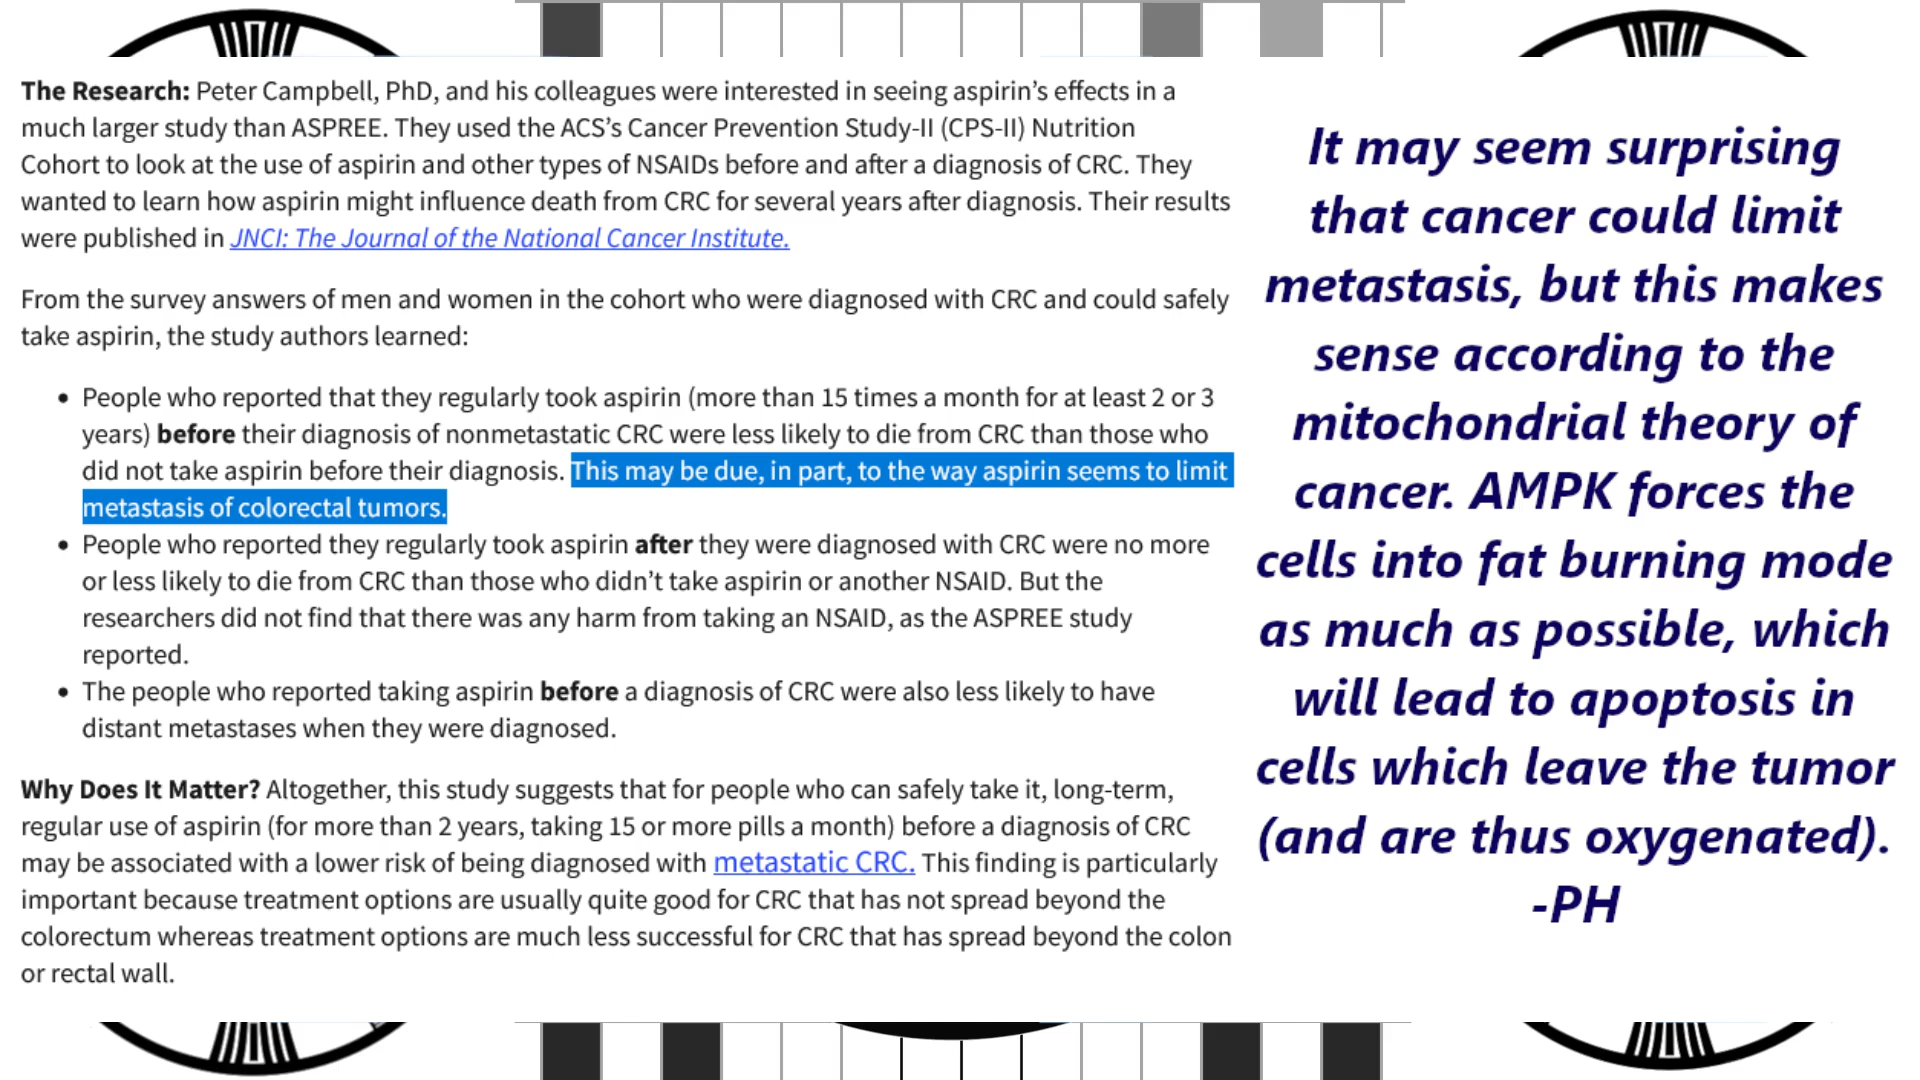 The Research: Peter Campbell, PhD, and his colleagues were interested in seeing aspirin’s effects in a
much larger study than ASPREE. They used the ACS’s Cancer Prevention Study-II (CPS-II) Nutrition
Cohort to look at the use of aspirin and other types of NSAIDs before and after a diagnosis of CRC. They
wanted to learn how aspirin might influence death from CRC for several years after diagnosis. Their results
were published in JNCI: The Journal of the National Cancer Institute.
From the survey answers of men and women in the cohort who were diagnosed with CRC and could safely
take aspirin, the study authors learned:
• People who reported that they regularly took aspirin (more than 15 times a month for at least 2 or 3
years) before their diagnosis of nonmetastatic CRC were less likely to die from CRC than those who
did not take aspirin before their diagnosis. This may be due, in part, to the way aspirin seems to limit
metastasis of colorectal tumors.
• People who reported they regularly took aspirin after they were diagnosed with CRC were no more
or less likely to die from CRC than those who didn’t take aspirin or another NSAID. But the
researchers did not find that there was any harm from taking an NSAID, as the ASPREE study
reported.
• The people who reported taking aspirin before a diagnosis of CRC were also less likely to have
distant metastases when they were diagnosed.
Why Does It Matter? Altogether, this study suggests that for people who can safely take it, long-term,
regular use of aspirin (for more than 2 years, taking 15 or more pills a month) before a diagnosis of CRC
may be associated with a lower risk of being diagnosed with metastatic CRC. This finding is particularly
important because treatment options are usually quite good for CRC that has not spread beyond the
colorectum whereas treatment options are much less successful for CRC that has spread beyond the colon
or rectal wall.
It may seem surprising
that cancer could limit
metastasis, but this makes
sense according to the
mitochondrial theory of
cancer. AMPK forces the
cells into fat burning mode
as much as possible, which
will lead to apoptosis in
cells which leave the tumor
(and are thus oxygenated).
-PH